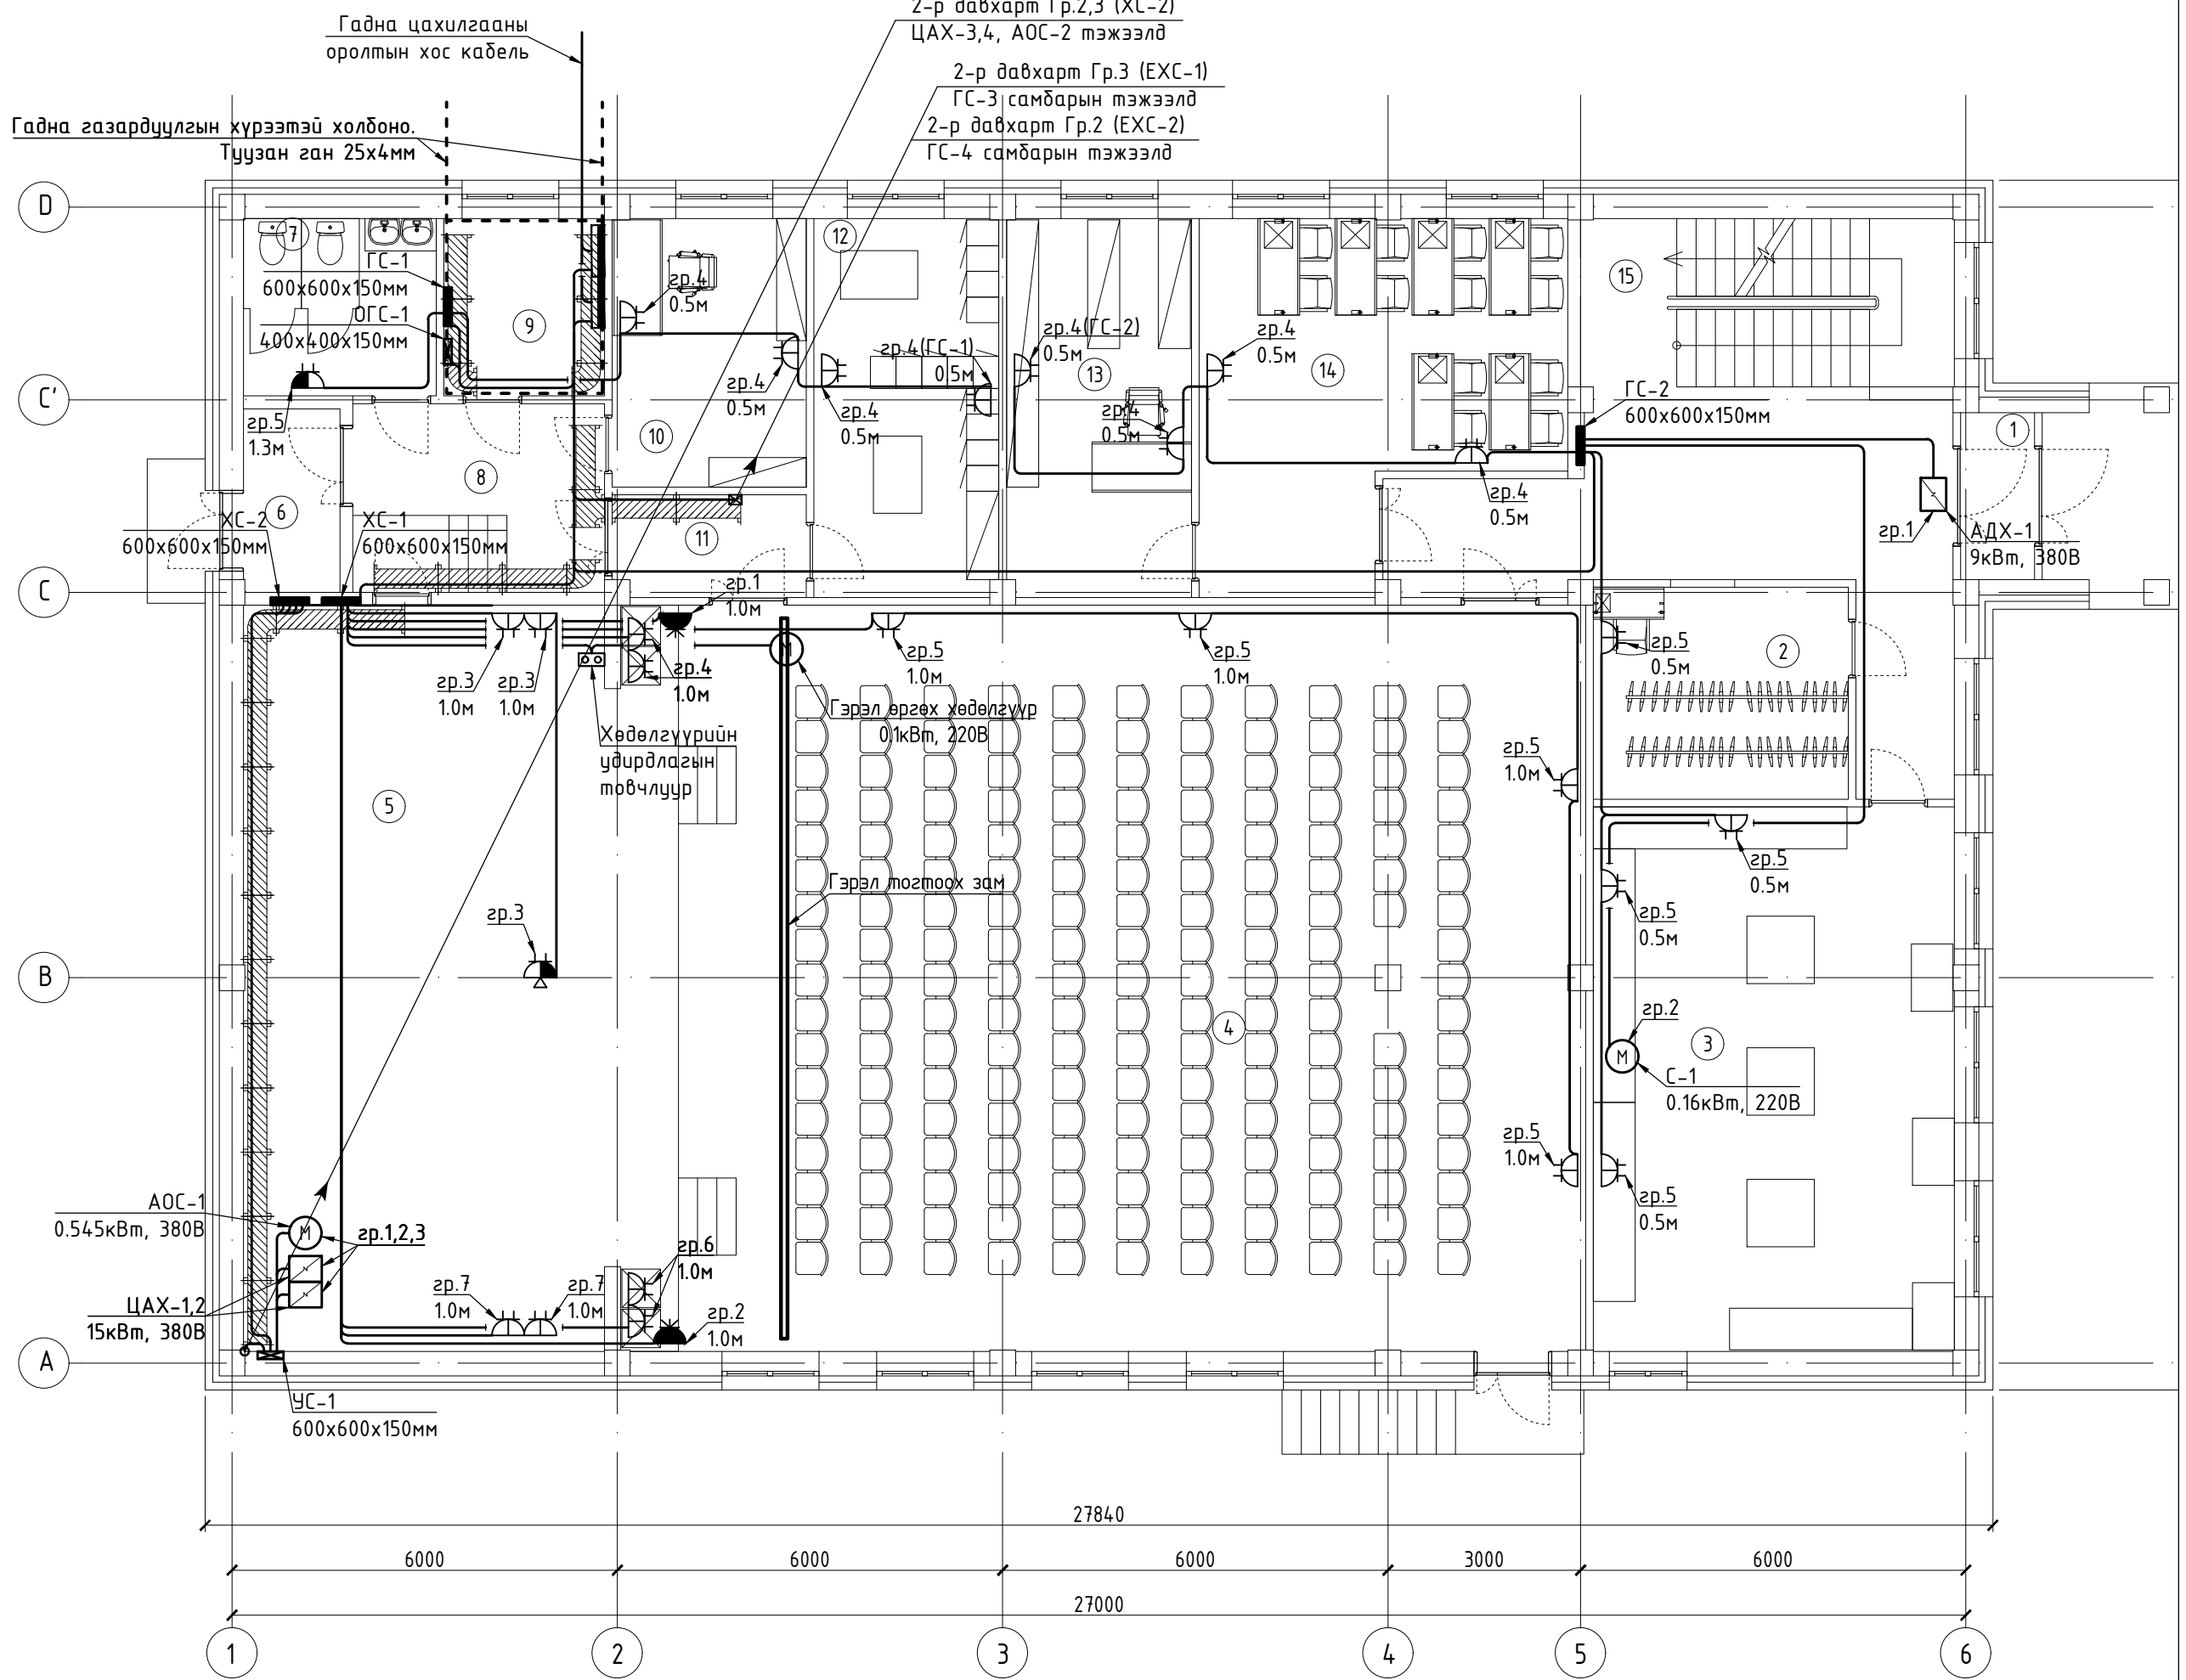 2-р давхарт Гр.2,3 (ХС-2)
ЦАХ-3,4, АОС-2 тэжээлд
Гадна цахилгааны
оролтын хос кабель
2-р давхарт Гр.3 (ЕХС-1)
ГС-3 самбарын тэжээлд
2-р давхарт Гр.2 (ЕХС-2)
ГС-4 самбарын тэжээлд
Гадна газардуулгын хүрээтэй холбоно.
Туузан ган 25х4мм
D
7
12
ГС-1
600х600х150мм
ОГС-1
400х400х150мм
9
гр.4
0.5м
15
гр.4(ГС-1)
0.5м
гр.4(ГС-2)
0.5м
13
гр.4
0.5м
14
гр.4
0.5м
гр.4
0.5м
гр.4
0.5м
C'
ГС-2
600х600х150мм
гр.5
1.3м
10
1
8
6
11
гр.4
0.5м
ХС-2
600х600х150мм
ХС-1
600х600х150мм
гр.1
АДХ-1
9кВт, 380В
C
гр.1
1.0м
гр.3
1.0м
гр.3
1.0м
гр.4
1.0м
M
гр.5
1.0м
гр.5
1.0м
гр.5
0.5м
2
Гэрэл өргөх хөдөлгүүр
0.1кВт, 220В
Хөдөлгүүрийн
удирдлагын
товчлуур
5
гр.5
1.0м
гр.5
0.5м
Гэрэл тогтоох зам
гр.3
гр.5
0.5м
B
4
гр.2
3
M
С-1
0.16кВт, 220В
гр.5
1.0м
гр.5
0.5м
АОС-1
0.545кВт, 380В
M
гр.1,2,3
гр.6
1.0м
гр.7
1.0м
гр.7
1.0м
гр.2
1.0м
ЦАХ-1,2
15кВт, 380В
A
УС-1
600х600х150мм
27840
6000
6000
6000
3000
6000
27000
1
2
3
4
5
6